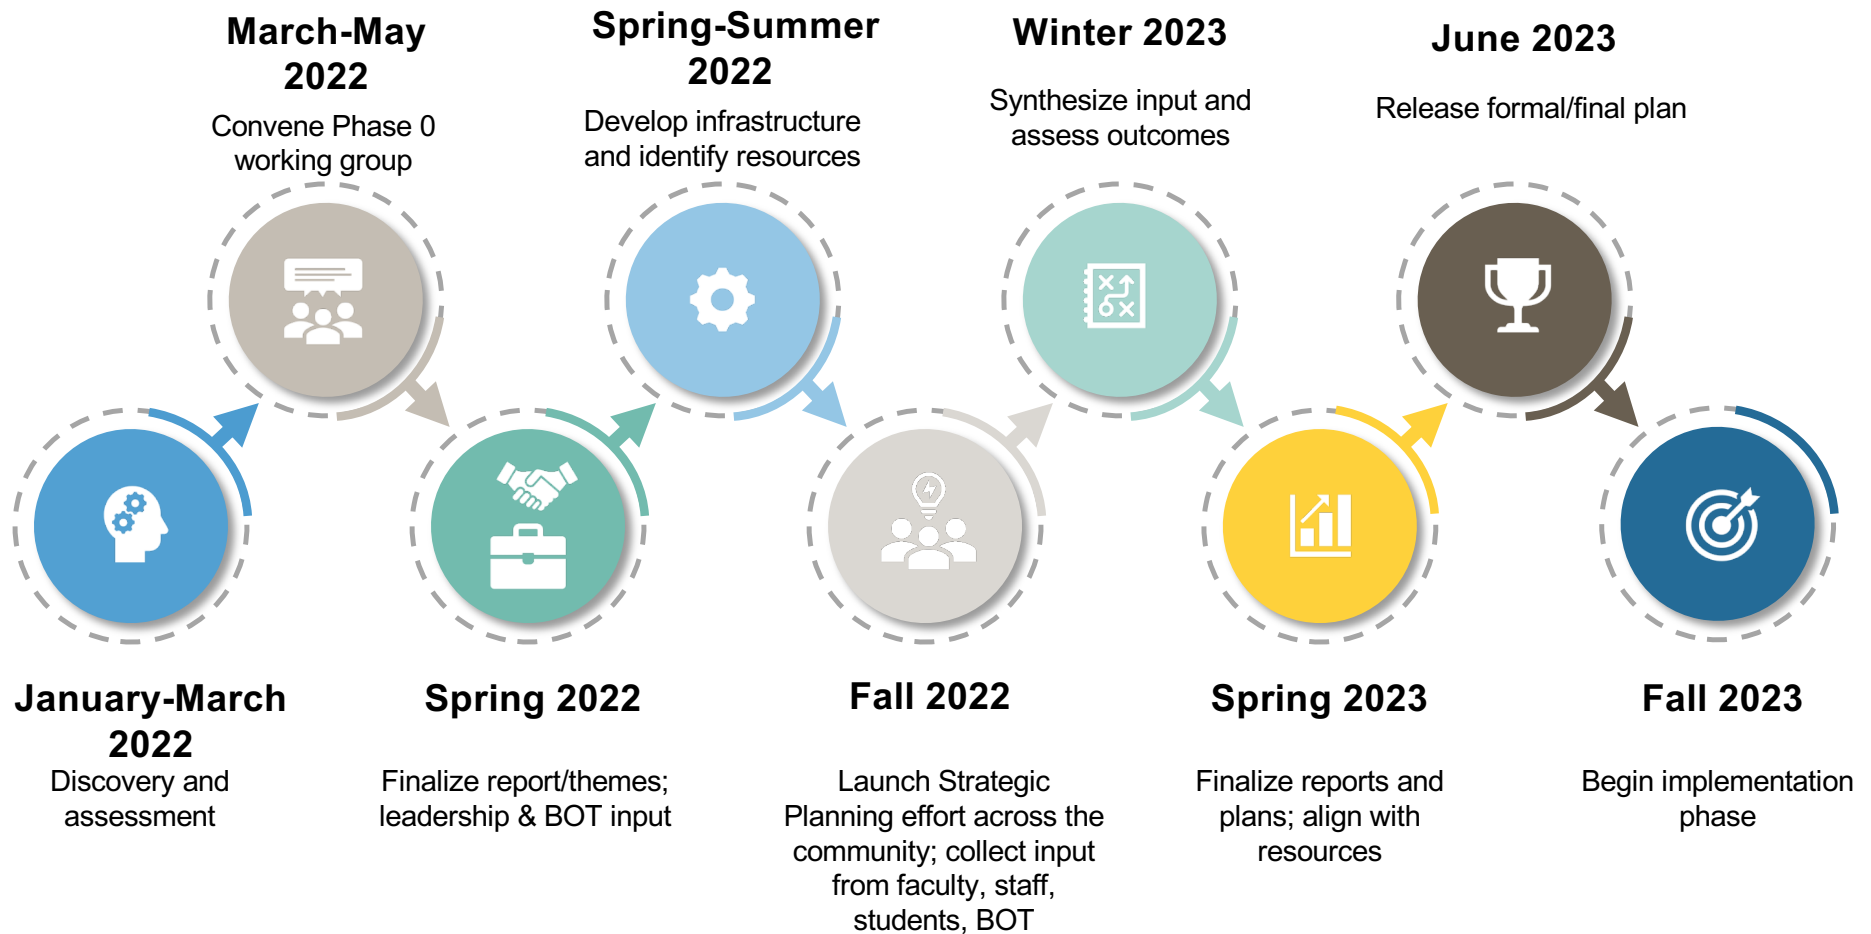 March-May
2022
Convene Phase 0
working group
Spring-Summer
2022
Develop infrastructure
and identify resources
Winter 2023
Synthesize input and
assess outcomes
June 2023
Release formal/final plan
January-March
2022
Discovery and
assessment
Spring 2022
Finalize report/themes;
leadership & BOT input
Fall 2022
Launch Strategic
Planning effort across the
community; collect input
from faculty, staff,
students, BOT
Spring 2023
Finalize reports and
plans; align with
resources
Fall 2023
Begin implementation
phase